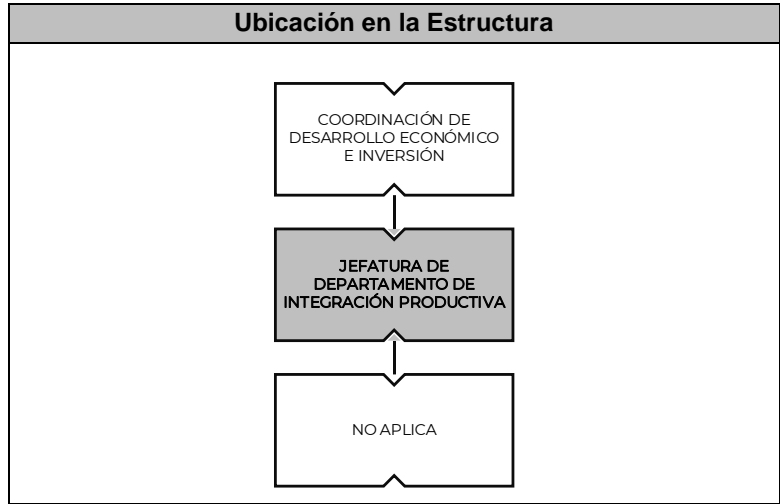 Ubicación en la Estructura
COORDINACIÓN DE
DESARROLLO ECONÓMICO
E INVERSIÓN
JEFATURA DE
DEPARTAMENTO DE
INTEGRACIÓN PRODUCTIVA
NO APLICA